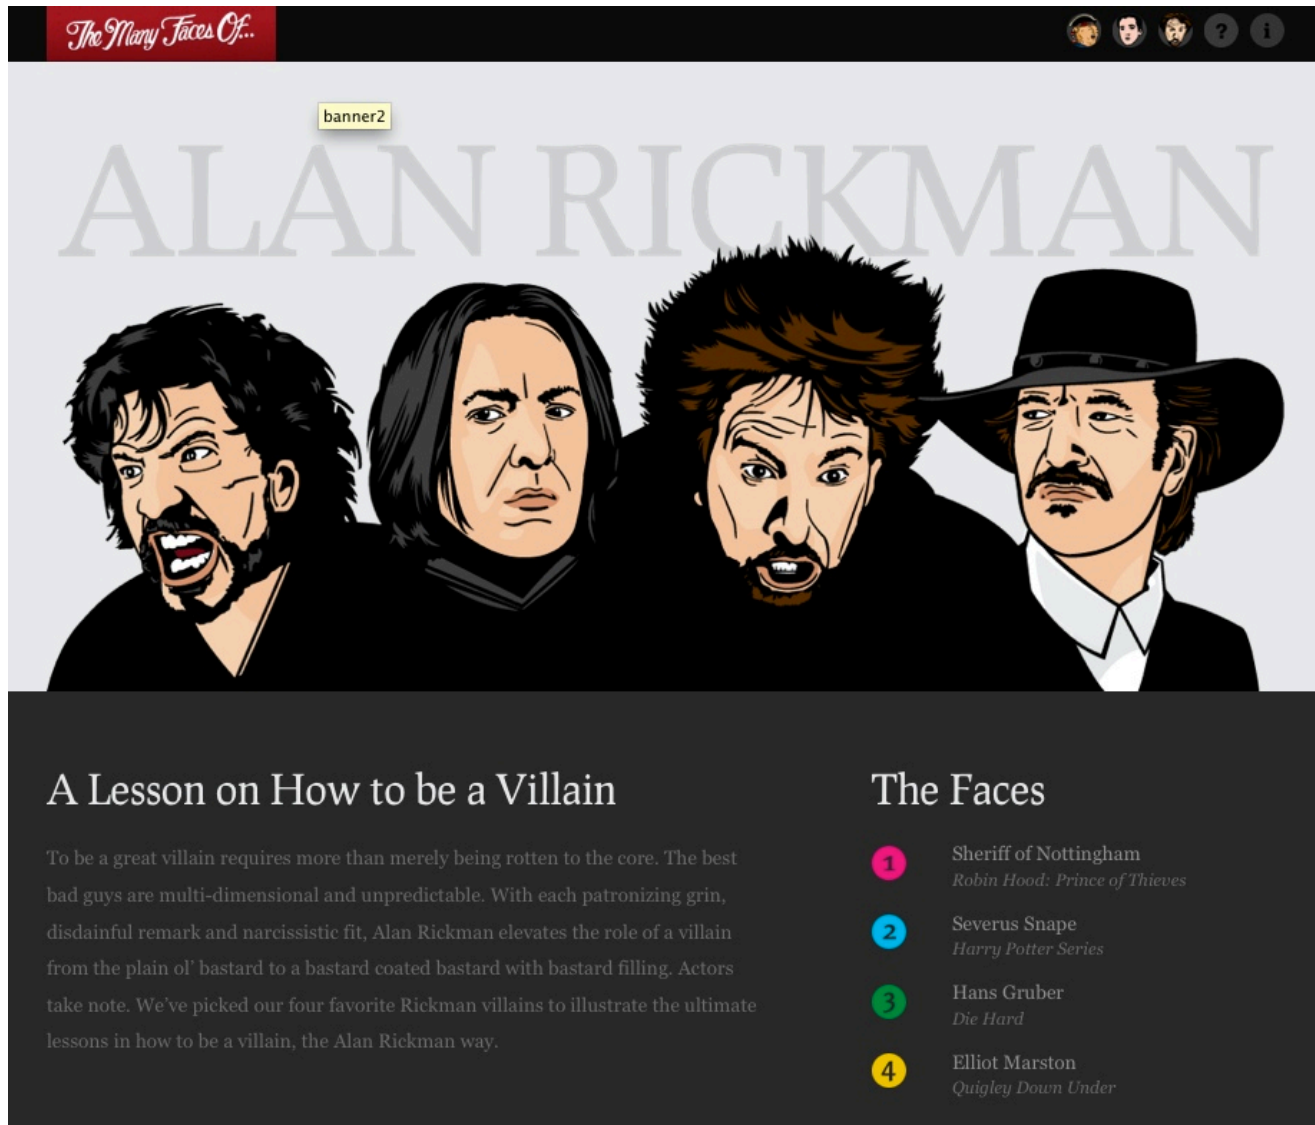 The Many Faces Of...
? i
banner2
ALAN RICKMAN
A Lesson on How to be a Villain
To be a great villain requires more than merely being rotten to the core. The best
bad guys are multi-dimensional and unpredictable. With each patronizing grin,
disdainful remark and narcissistic fit, Alan Rickman elevates the role of a villain
from the plain ol’ bastard to a bastard coated bastard with bastard filling. Actors
take note. We’ve picked our four favorite Rickman villains to illustrate the ultimate
lessons in how to be a villain, the Alan Rickman way.
The Faces
1 Sheriff of Nottingham
Robin Hood: Prince of Thieves
2 Severus Snape
Harry Potter Series
3 Hans Gruber
Die Hard
4 Elliot Marston
Quigley Down Under